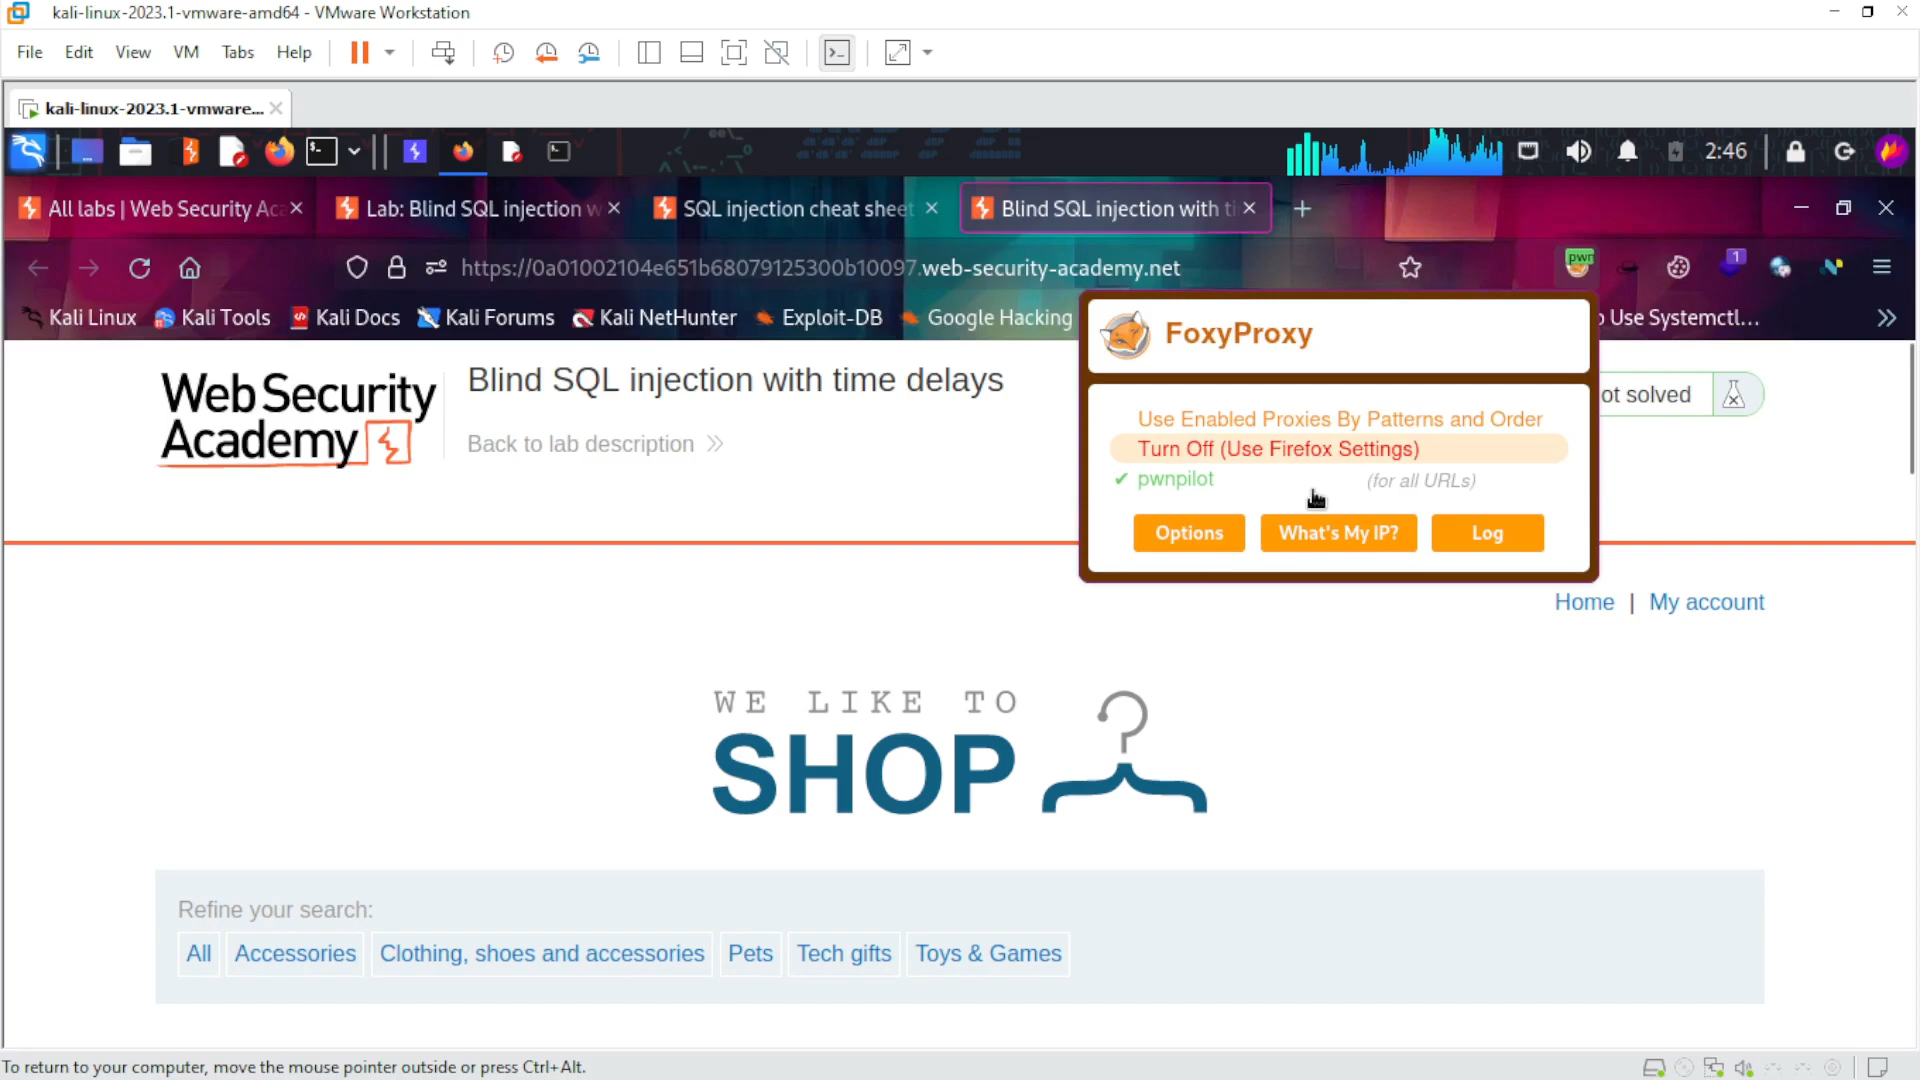 kali-linux-2023.1-vmware-amd64 - VMware Workstation
File Edit View VM Tabs Help
kali-linux-2023.1-vmware...
2:46
All labs | Web Security Aca
Lab: Blind SQL injection w
SQL injection cheat sheet
Blind SQL injection with ti
https://0a01002104e651b68079125300b10097.web-security-academy.net
pwn
1
Kali Linux
Kali Tools
Kali Docs
Kali Forums
Kali NetHunter
Exploit-DB
Google Hacking
Use Systemctl...
FoxyProxy
Web Security
Academy
Blind SQL injection with time delays
Back to lab description
ot solved
Use Enabled Proxies By Patterns and Order
Turn Off (Use Firefox Settings)
✔ pwnpilot (for all URLs)
Options What's My IP? Log
Home | My account
WE LIKE TO
SHOP
Refine your search:
All Accessories Clothing, shoes and accessories Pets Tech gifts Toys & Games
To return to your computer, move the mouse pointer outside or press Ctrl+Alt.